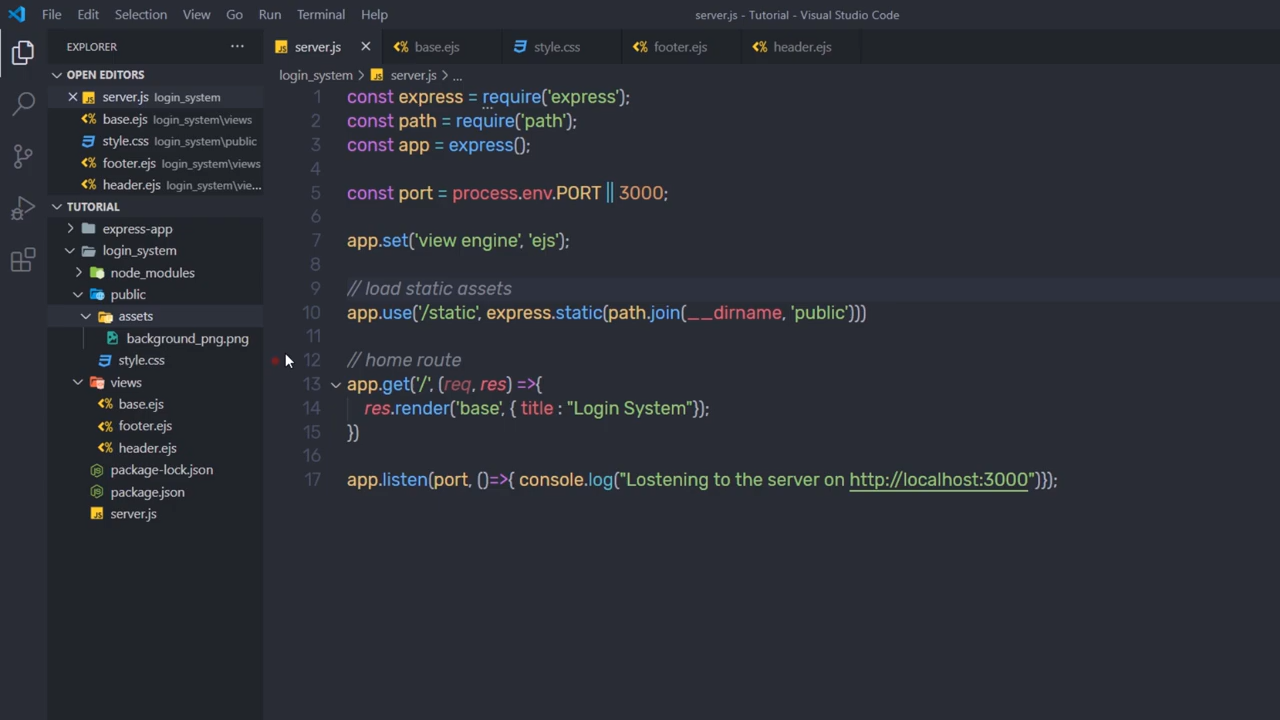 File Edit Selection View Go Run Terminal Help server.js - Tutorial - Visual Studio Code
EXPLORER ...
OPEN EDITORS
server.js login_system
base.ejs login_system\views
style.css login_system\public
footer.ejs login_system\views
header.ejs login_system\vie...
TUTORIAL
express-app
login_system
node_modules
public
assets
background_png.png
style.css
views
base.ejs
footer.ejs
header.ejs
package-lock.json
package.json
JS server.js
JS server.js base.ejs style.css footer.ejs header.ejs
login_system > JS server.js > ...
1 const express = require('express');
2 const path = require('path');
3 const app = express();
4
5 const port = process.env.PORT || 3000;
6
7 app.set('view engine', 'ejs');
8
9 // load static assets
10 app.use('/static', express.static(path.join(__dirname, 'public')))
11
12 // home route
13 app.get('/', (req, res) =>{
14 res.render('base', { title : "Login System"});
15 })
16
17 app.listen(port, ()=>{ console.log("Lostening to the server on http://localhost:3000")});